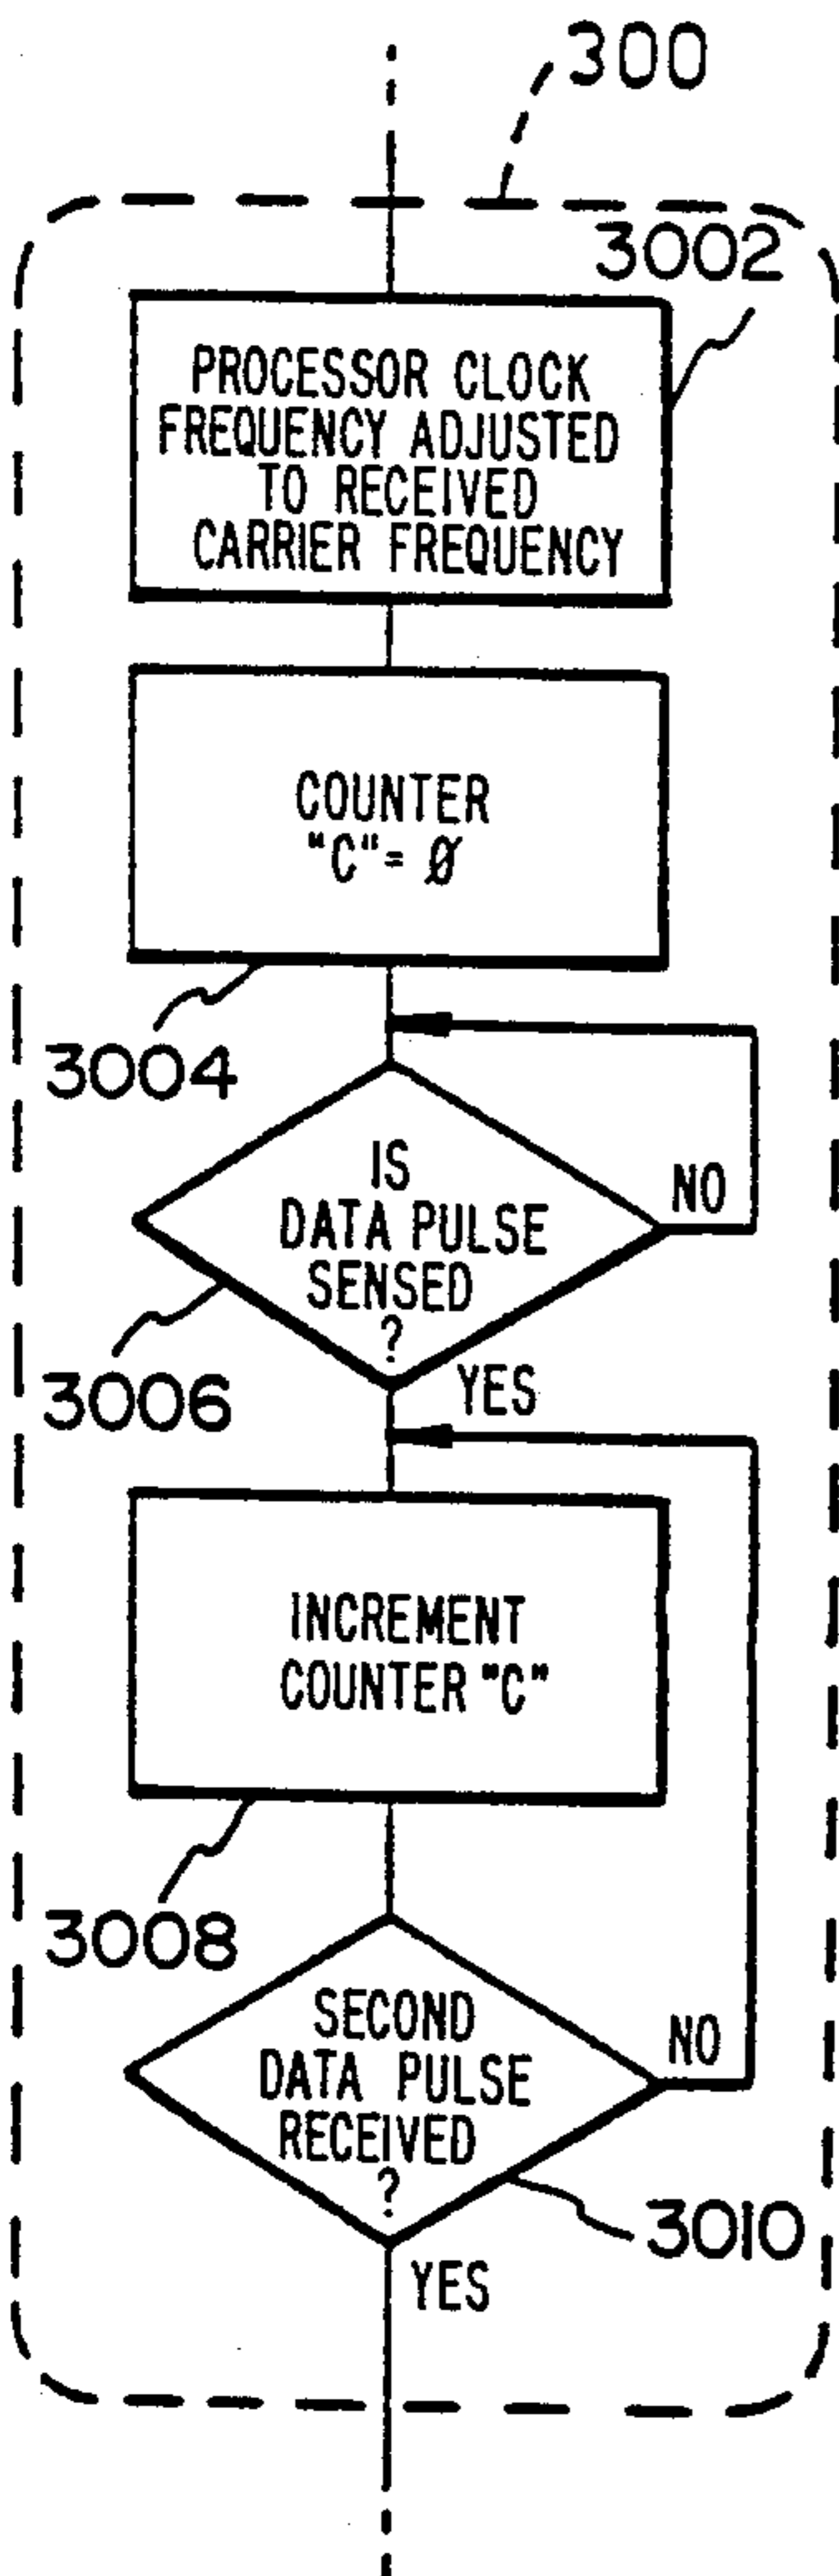 300
3002
PROCESSOR CLOCK
FREQUENCY ADJUSTED
TO RECEIVED
CARRIER FREQUENCY
COUNTER
"C" = Ø
3004
IS
DATA PULSE
SENSED
?
NO
3006
YES
INCREMENT
COUNTER "C"
3008
SECOND
DATA PULSE
RECEIVED
?
NO
3010
YES